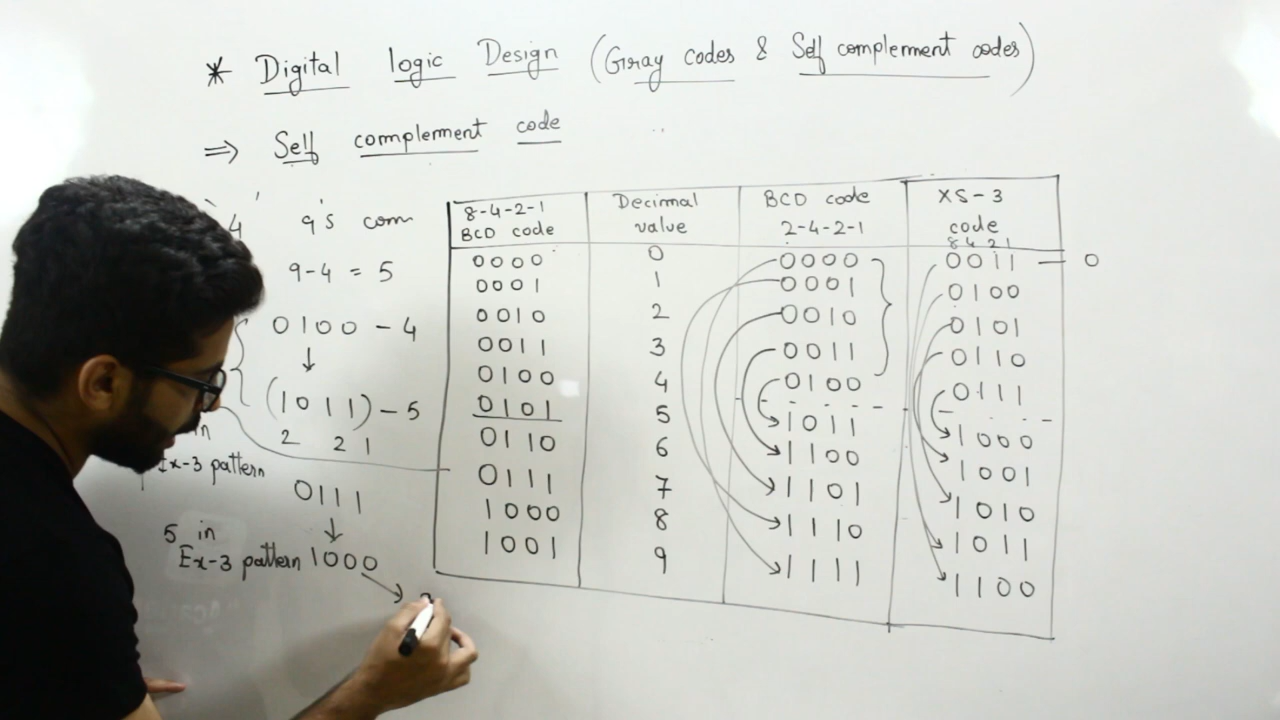 * Digital logic Design (Gray codes & Self complement codes)
⇒ Self complement code
4 9's com
9-4 = 5
0100 - 4
↓
(1011) - 5
2 2 1
in
Ex-3 pattern
0111
↓
5 in
Ex-3 pattern 1000
8-4-2-1 BCD code | Decimal value | BCD code 2-4-2-1 | XS-3 code 8 4 2 1
0000 | 0 | 0000 | 0011 — 0
0001 | 1 | 0001 | 0100
0010 | 2 | 0010 | 0101
0011 | 3 | 0011 | 0110
0100 | 4 | 0100 | 0111
0101 | 5 | 1011 | 1000
0110 | 6 | 1100 | 1001
0111 | 7 | 1101 | 1010
1000 | 8 | 1110 | 1011
1001 | 9 | 1111 | 1100